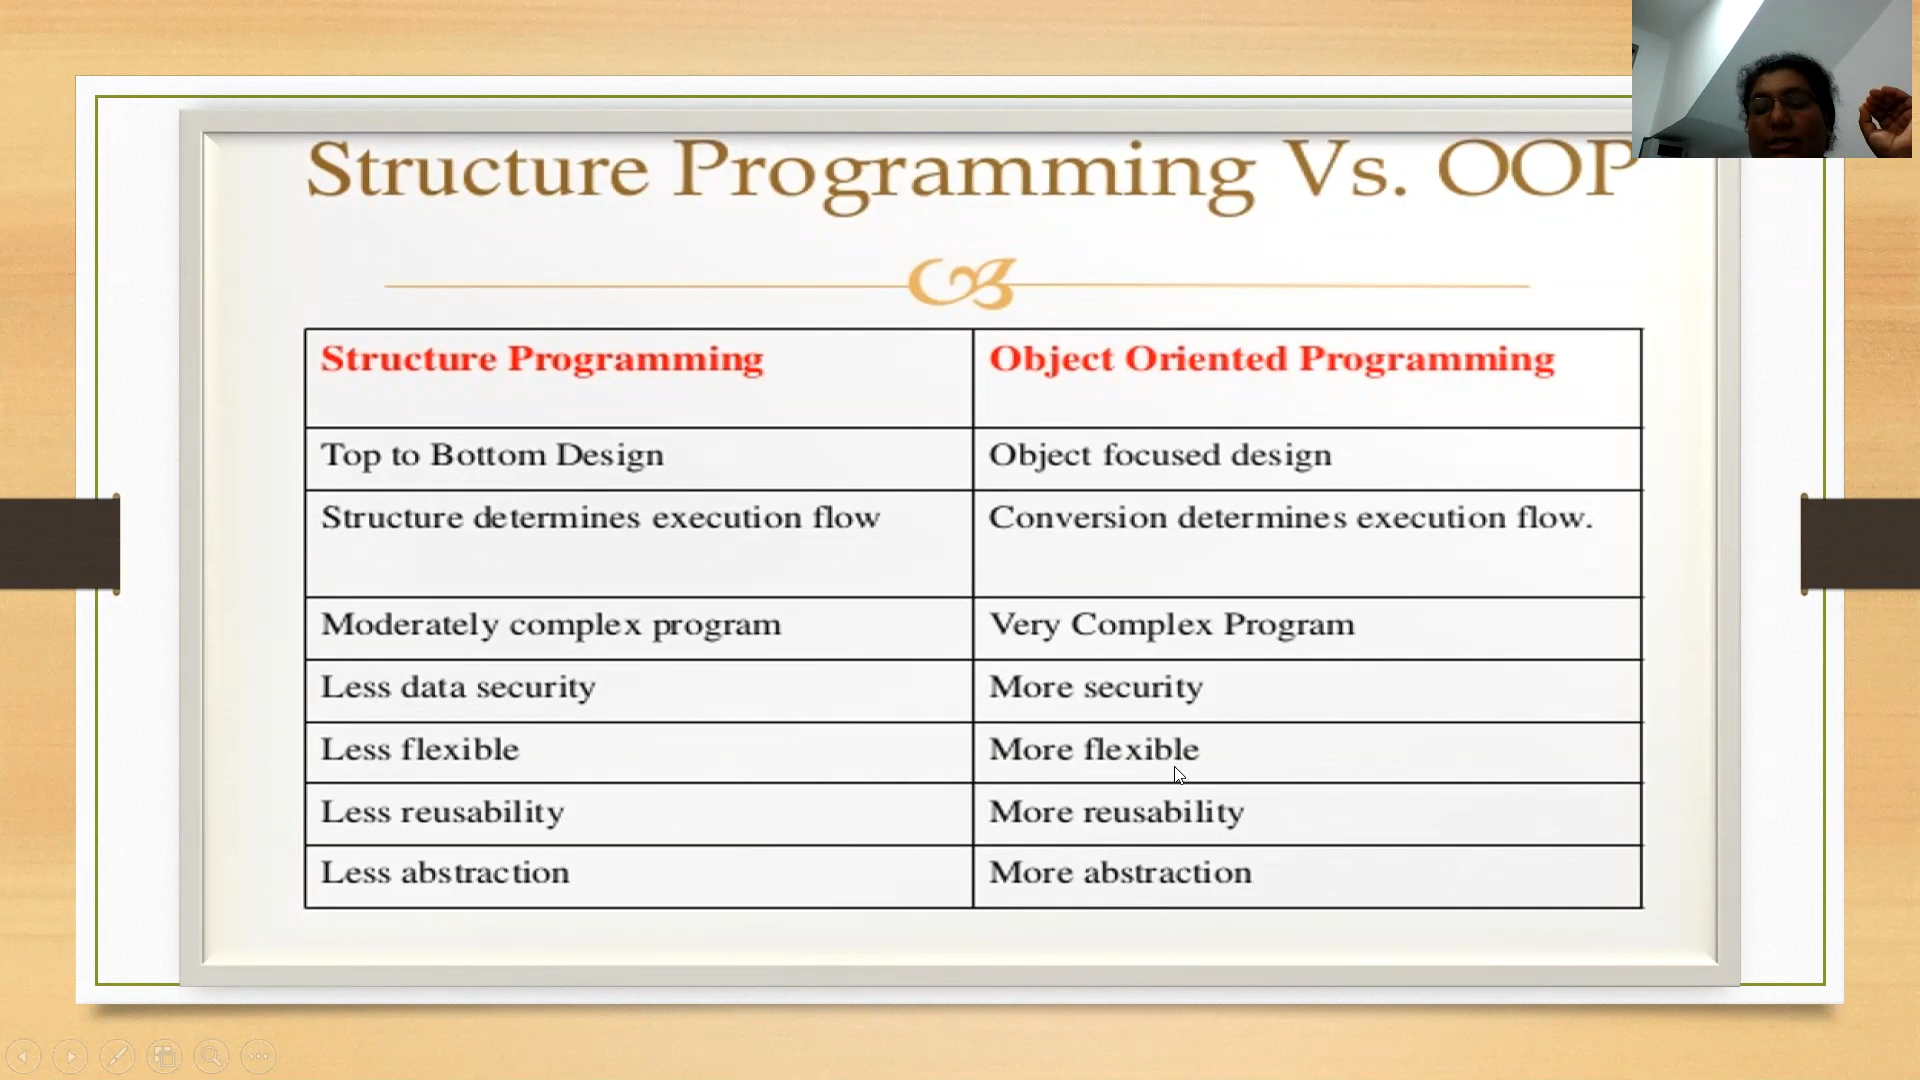 Structure Programming Vs. OOP
Structure Programming
Object Oriented Programming
Top to Bottom Design
Object focused design
Structure determines execution flow
Conversion determines execution flow.
Moderately complex program
Very Complex Program
Less data security
More security
Less flexible
More flexible
Less reusability
More reusability
Less abstraction
More abstraction